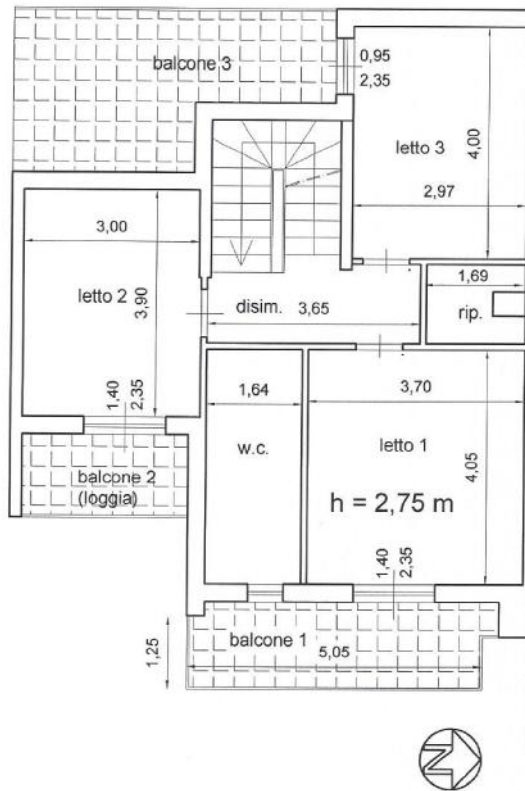 balcone 3
0,95
2,35
letto 3
4,00
2,97
3,00
letto 2
3,90
disim.
3,65
1,69
rip.
1,40
2,35
1,64
w.c.
3,70
letto 1
4,05
h = 2,75 m
balcone 2
(loggia)
1,40
2,35
balcone 1
5,05
1,25
N